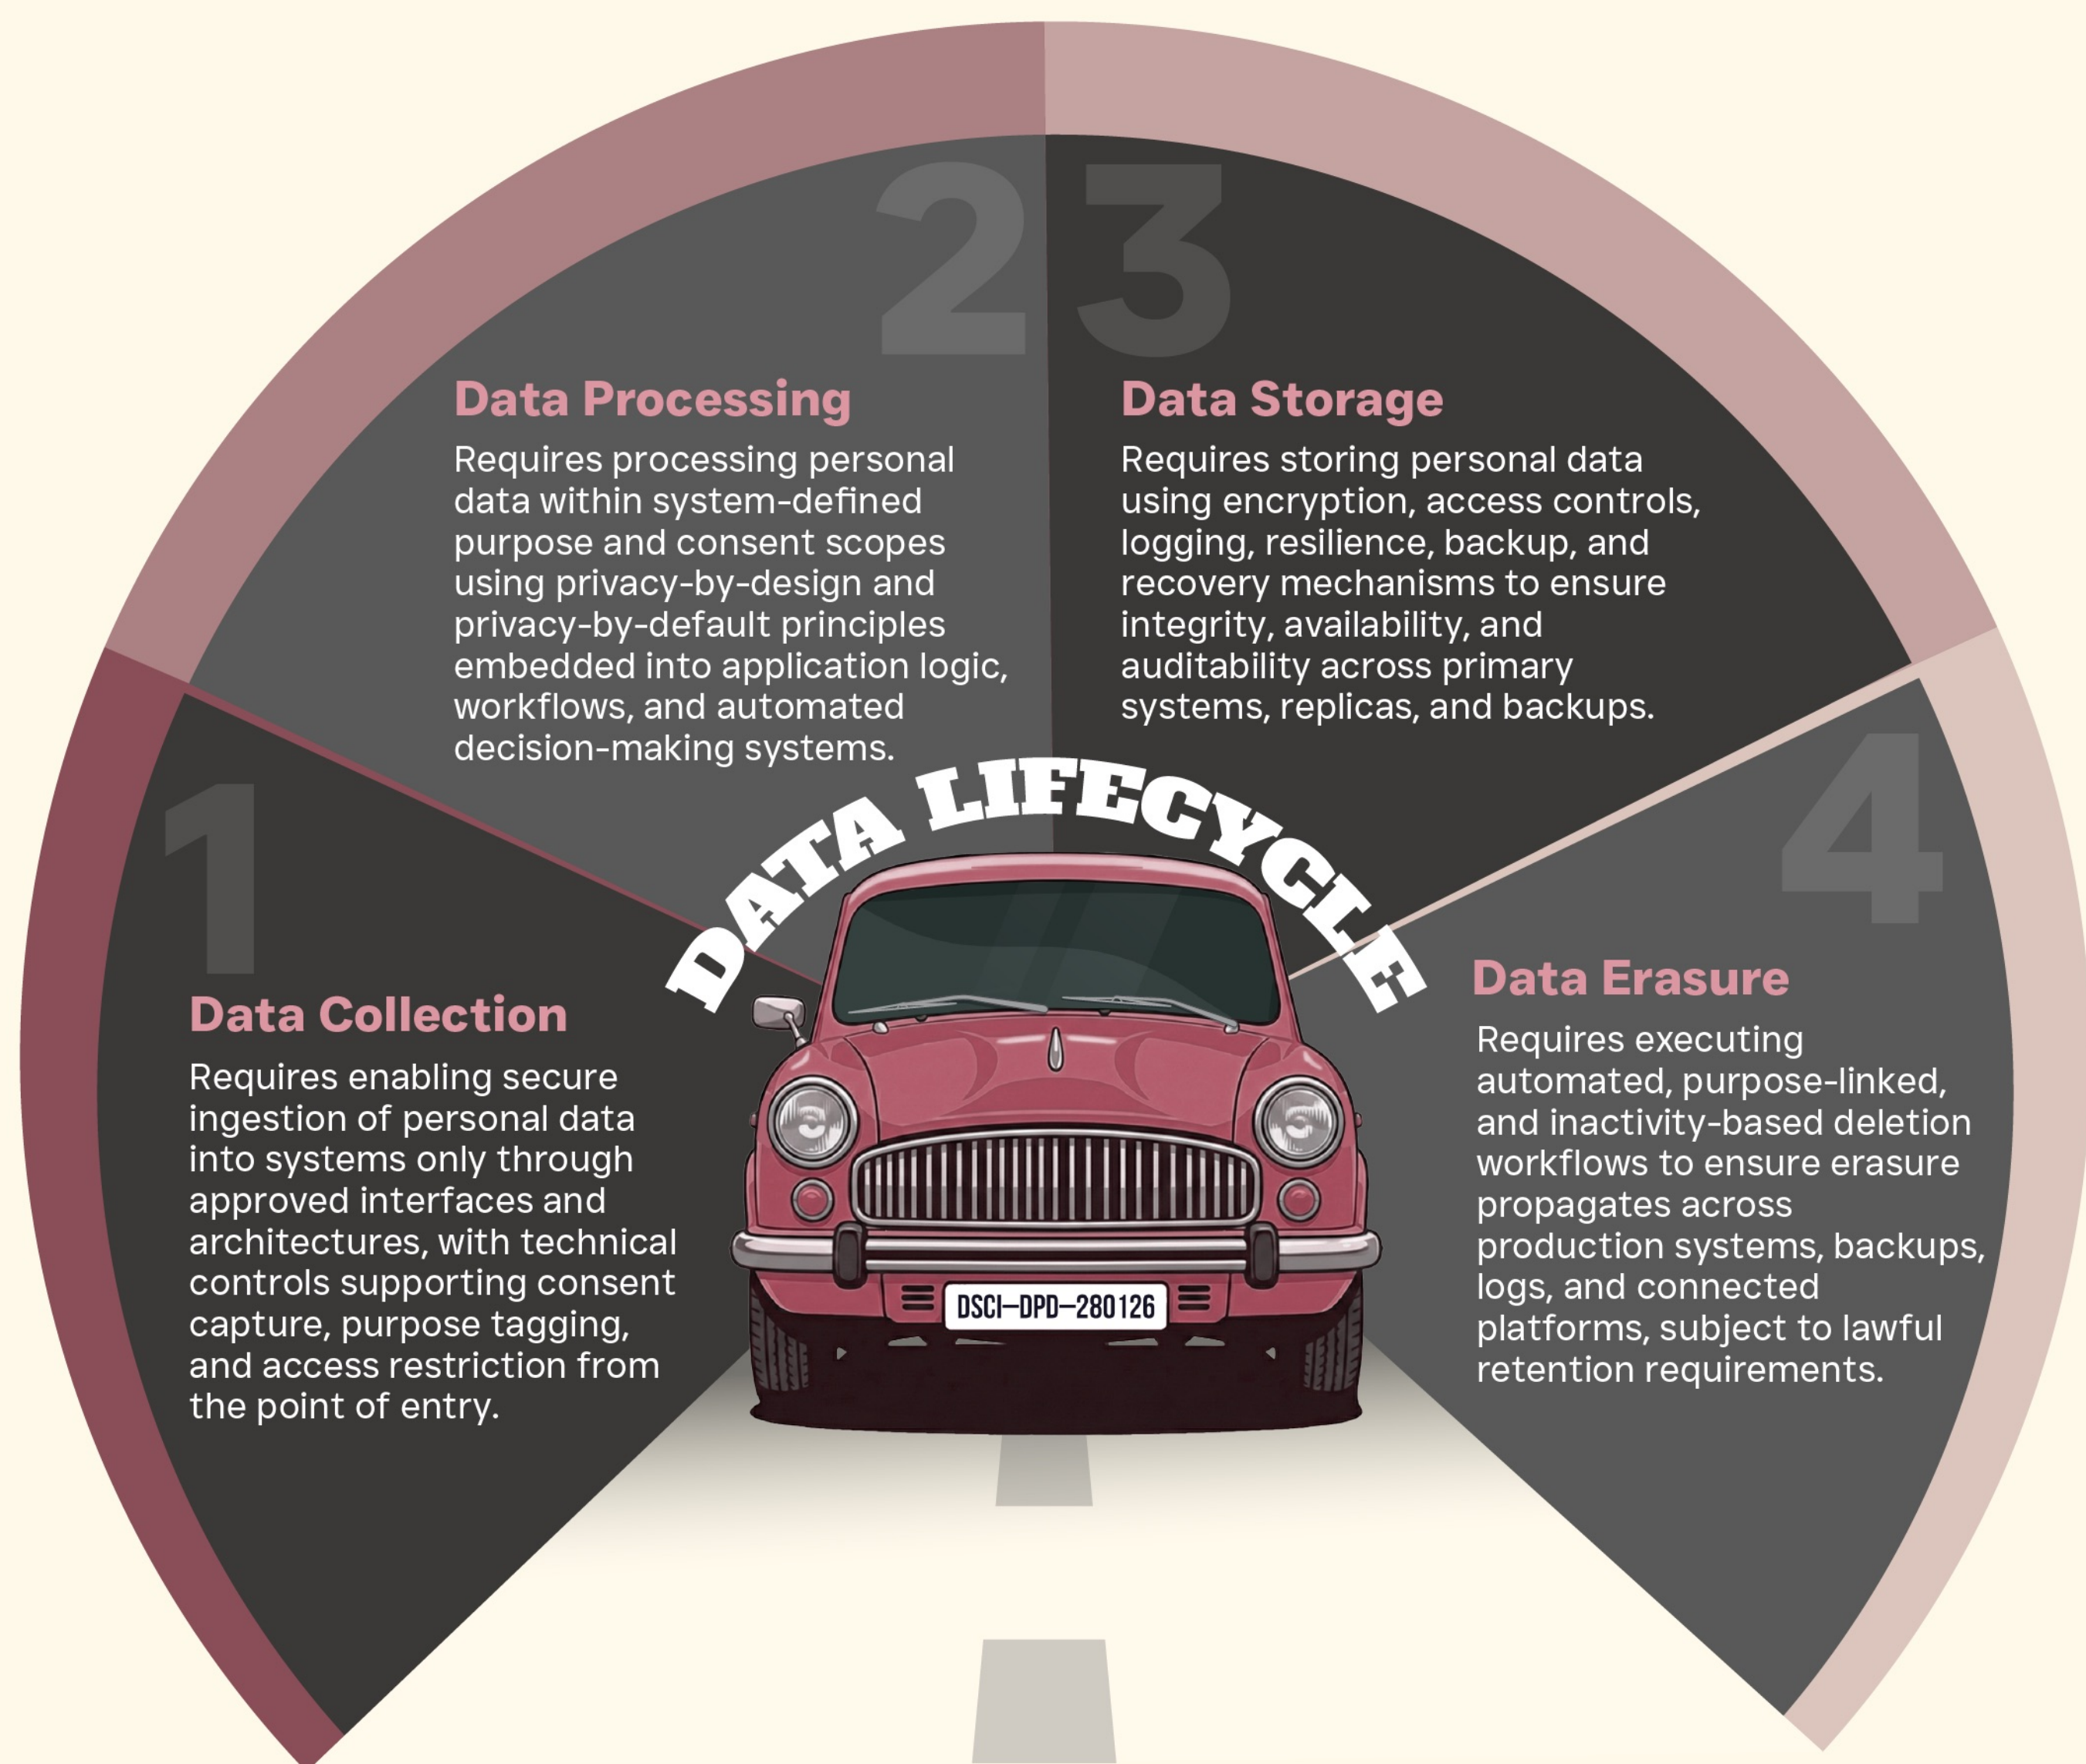 1
Data Collection
Requires enabling secure
ingestion of personal data
into systems only through
approved interfaces and
architectures, with technical
controls supporting consent
capture, purpose tagging,
and access restriction from
the point of entry.
2
Data Processing
Requires processing personal
data within system-defined
purpose and consent scopes
using privacy-by-design and
privacy-by-default principles
embedded into application logic,
workflows, and automated
decision-making systems.
3
Data Storage
Requires storing personal data
using encryption, access controls,
logging, resilience, backup, and
recovery mechanisms to ensure
integrity, availability, and
auditability across primary
systems, replicas, and backups.
4
Data Erasure
Requires executing
automated, purpose-linked,
and inactivity-based deletion
workflows to ensure erasure
propagates across
production systems, backups,
logs, and connected
platforms, subject to lawful
retention requirements.
DATA LIFECYCLE
DSCI–DPD–280126